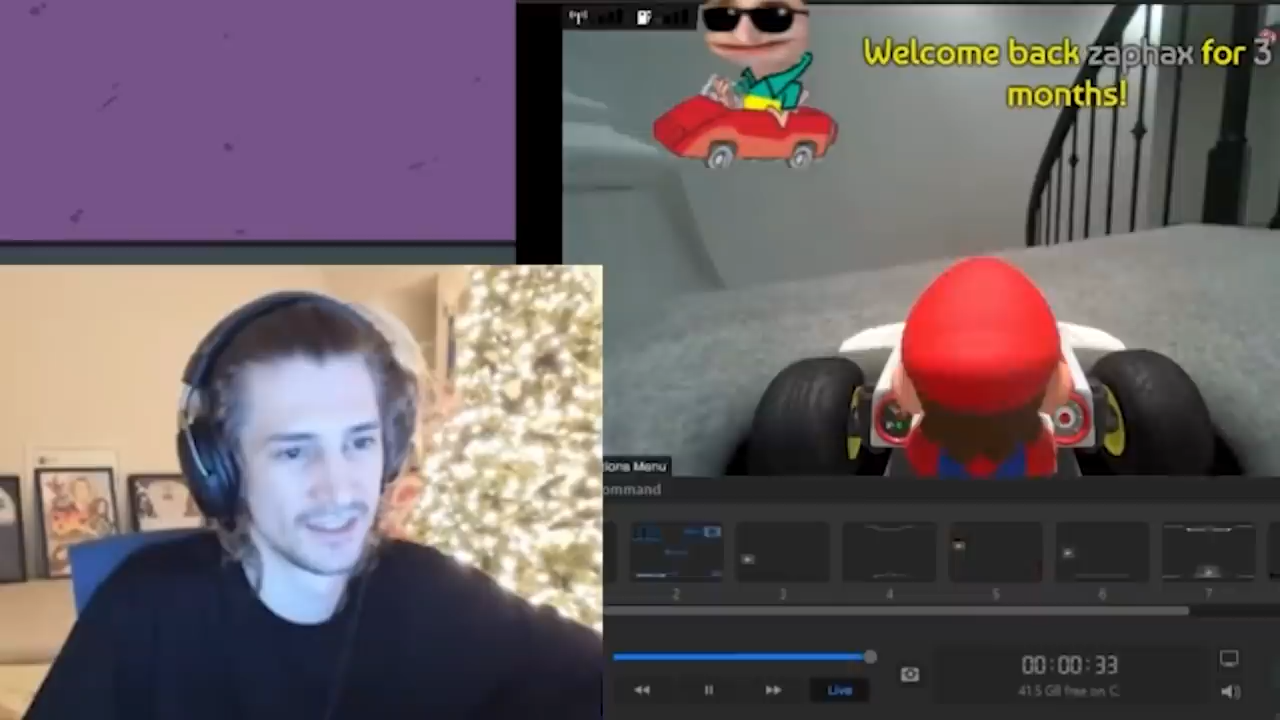 Welcome back zaphax for 3
months!
tions Menu
ommand
2
3
4
5
6
7
00:00:33
Live
41.5 GB free on C